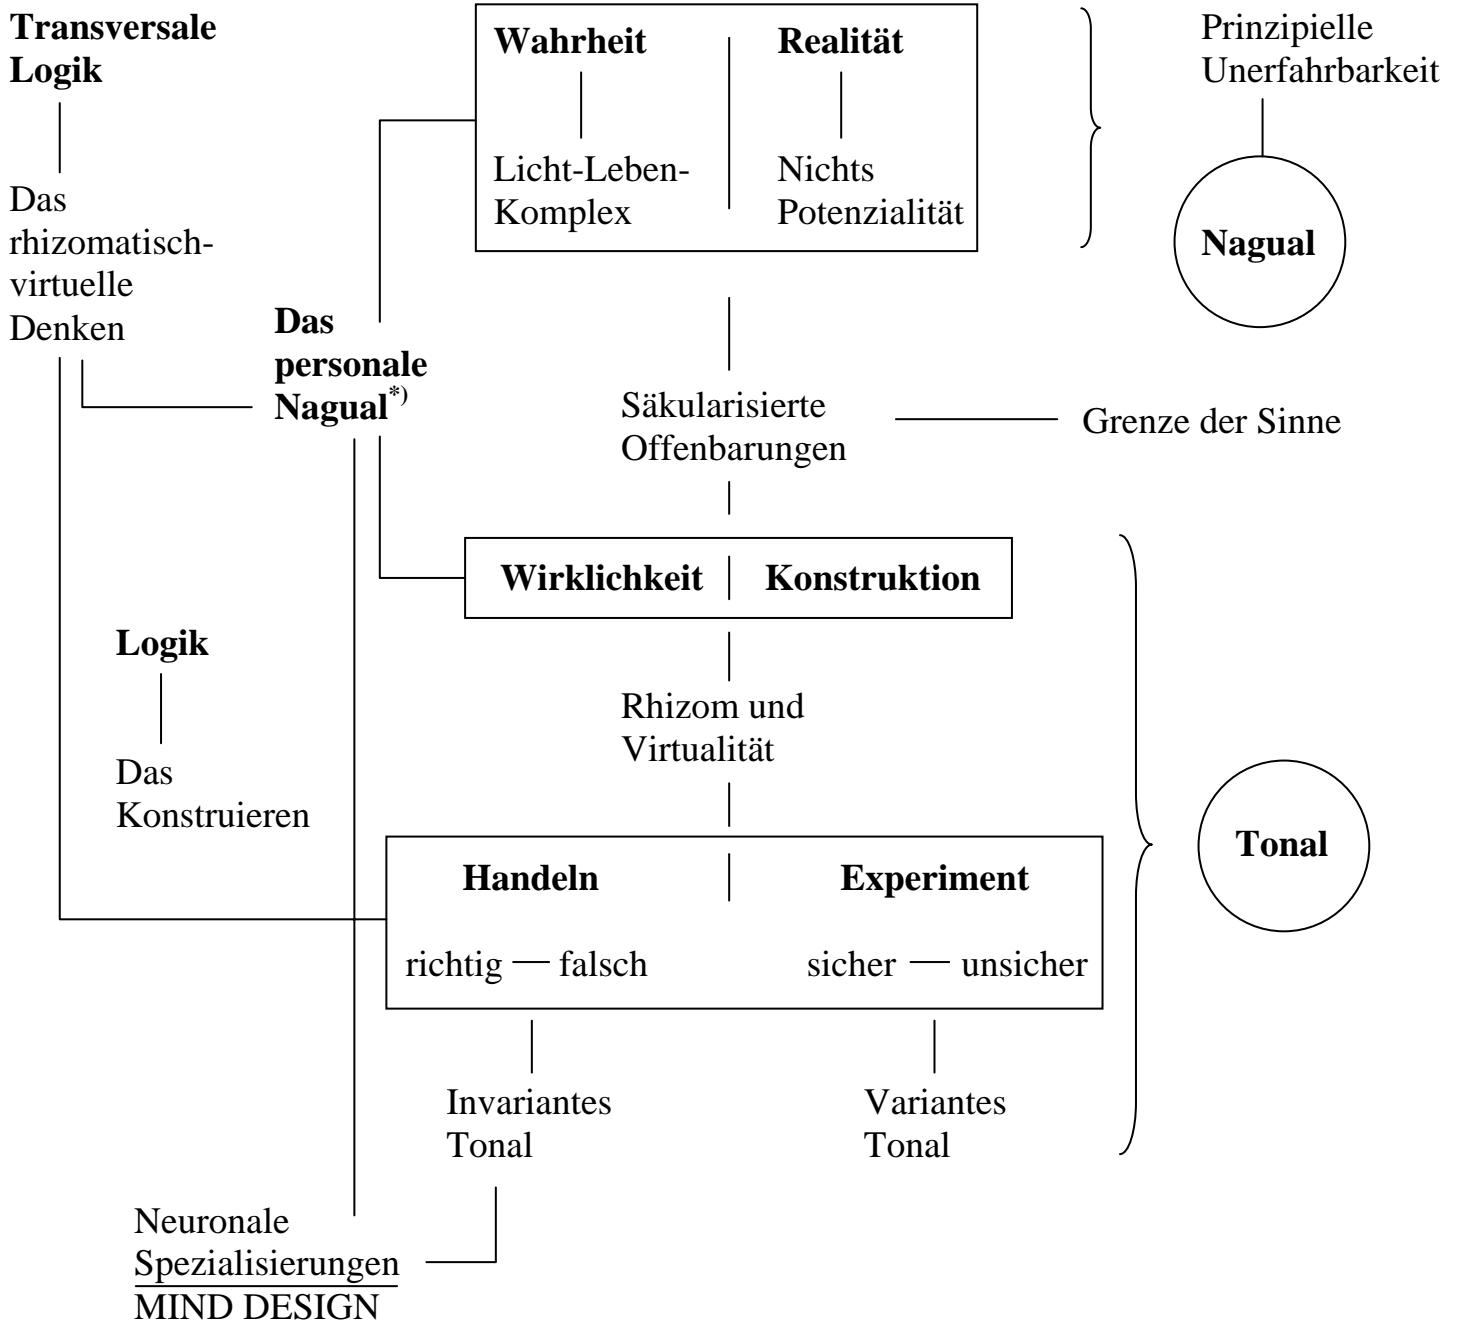 Transversale
Logik
Das
rhizomatisch-
virtuelle
Denken
Wahrheit
Realität
Licht-Leben-
Komplex
Nichts
Potenzialität
Prinzipielle
Unerfahrbarkeit
Nagual
Das
personale
Nagual*)
Säkularisierte
Offenbarungen
Grenze der Sinne
Wirklichkeit
Konstruktion
Logik
Das
Konstruieren
Rhizom und
Virtualität
Tonal
Handeln
Experiment
richtig — falsch
sicher — unsicher
Invariantes
Tonal
Variantes
Tonal
Neuronale
Spezialisierungen
MIND DESIGN